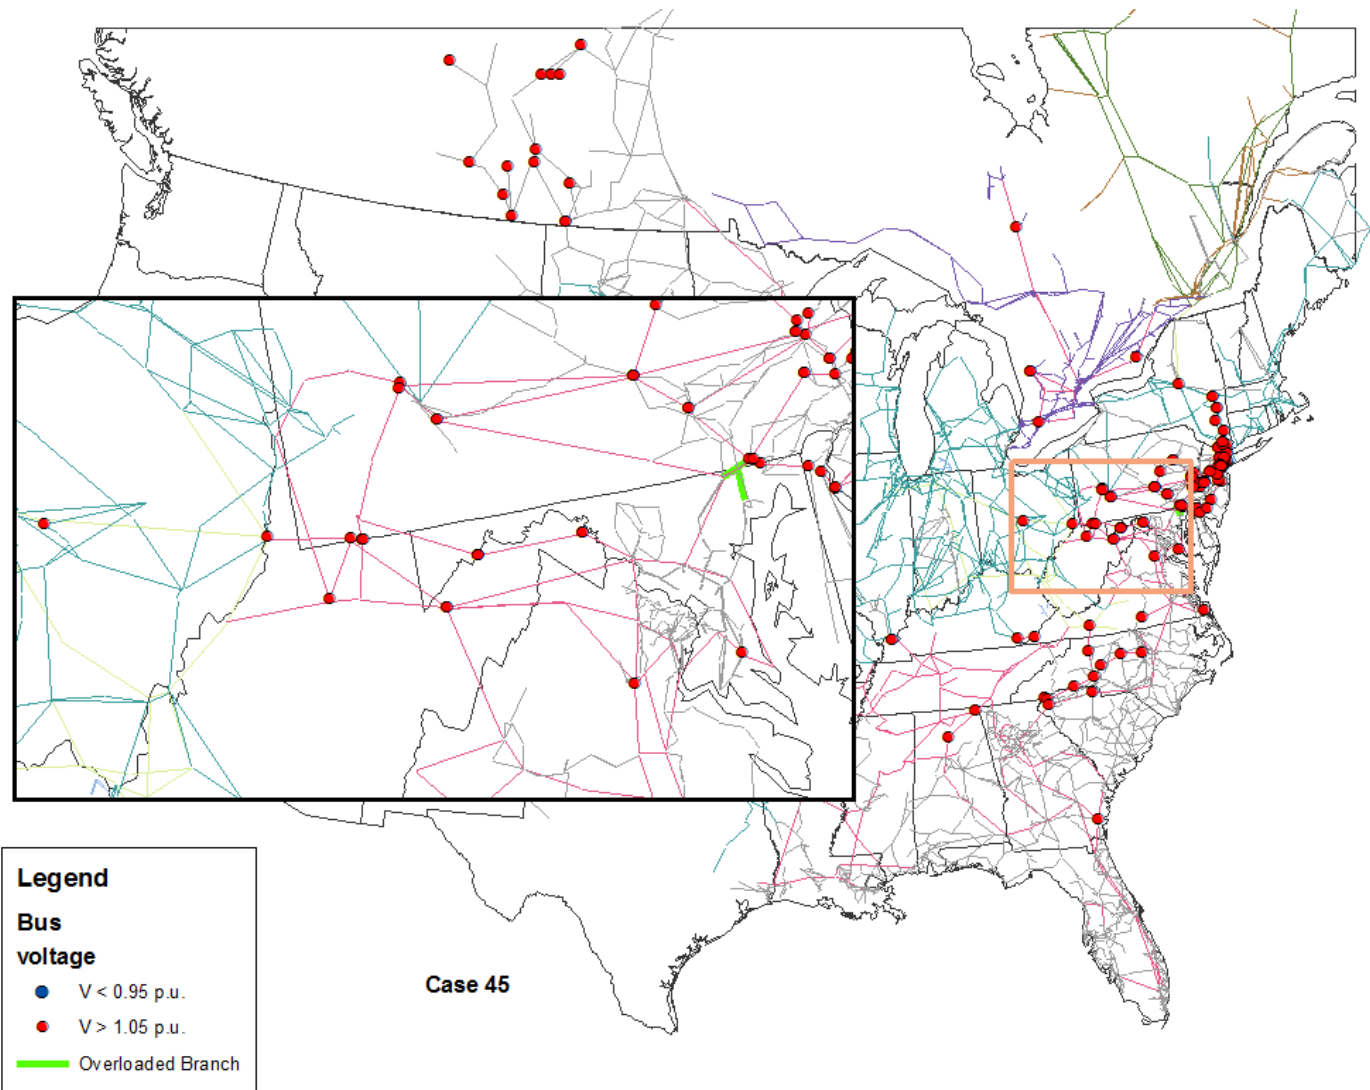 Legend
Bus
voltage
V < 0.95 p.u.
V > 1.05 p.u.
Overloaded Branch
Case 45